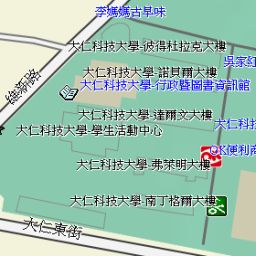 李媽媽古早味
大仁科技大學-彼得杜拉克大樓
吳家紅
大仁科技大學-諾貝爾大樓
大仁科技大學-行政暨圖書資訊館
大仁科技大學-達爾文大樓
大仁科技
大仁科技大學-學生活動中心
OK便利商
大仁科技大學-弗萊明大樓
大仁科技大學-南丁格爾大樓
大仁東街